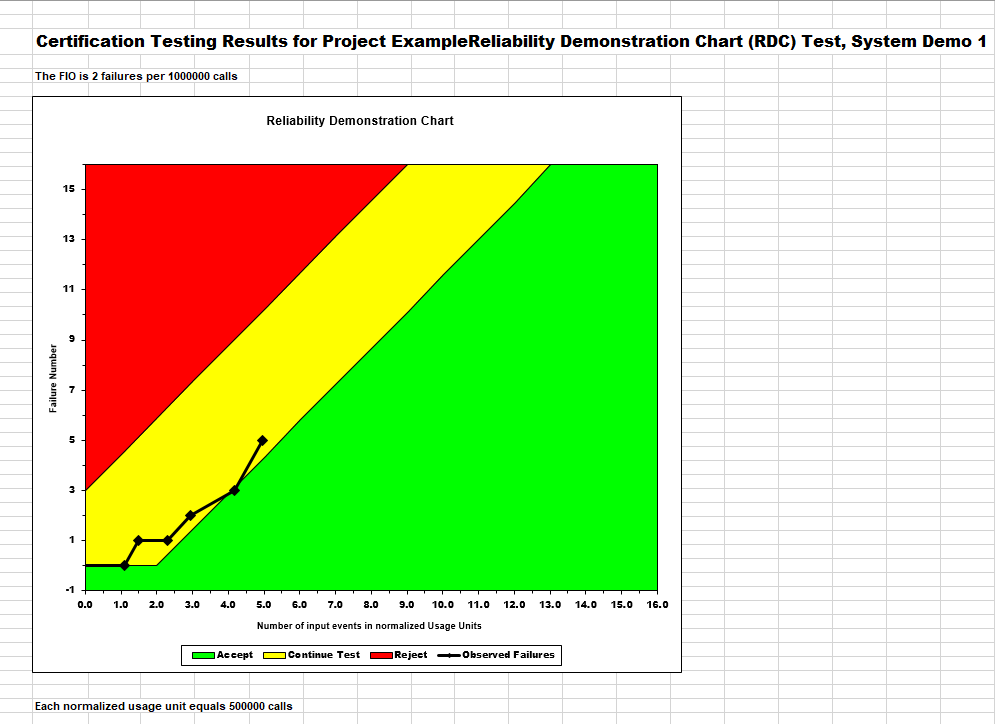 Certification Testing Results for Project ExampleReliability Demonstration Chart (RDC) Test, System Demo 1
The FIO is 2 failures per 1000000 calls
Reliability Demonstration Chart
15
13
11
9
7
5
3
1
-1
Failure Number
0.0 1.0 2.0 3.0 4.0 5.0 6.0 7.0 8.0 9.0 10.0 11.0 12.0 13.0 14.0 15.0 16.0
Number of input events in normalized Usage Units
Accept Continue Test Reject Observed Failures
Each normalized usage unit equals 500000 calls